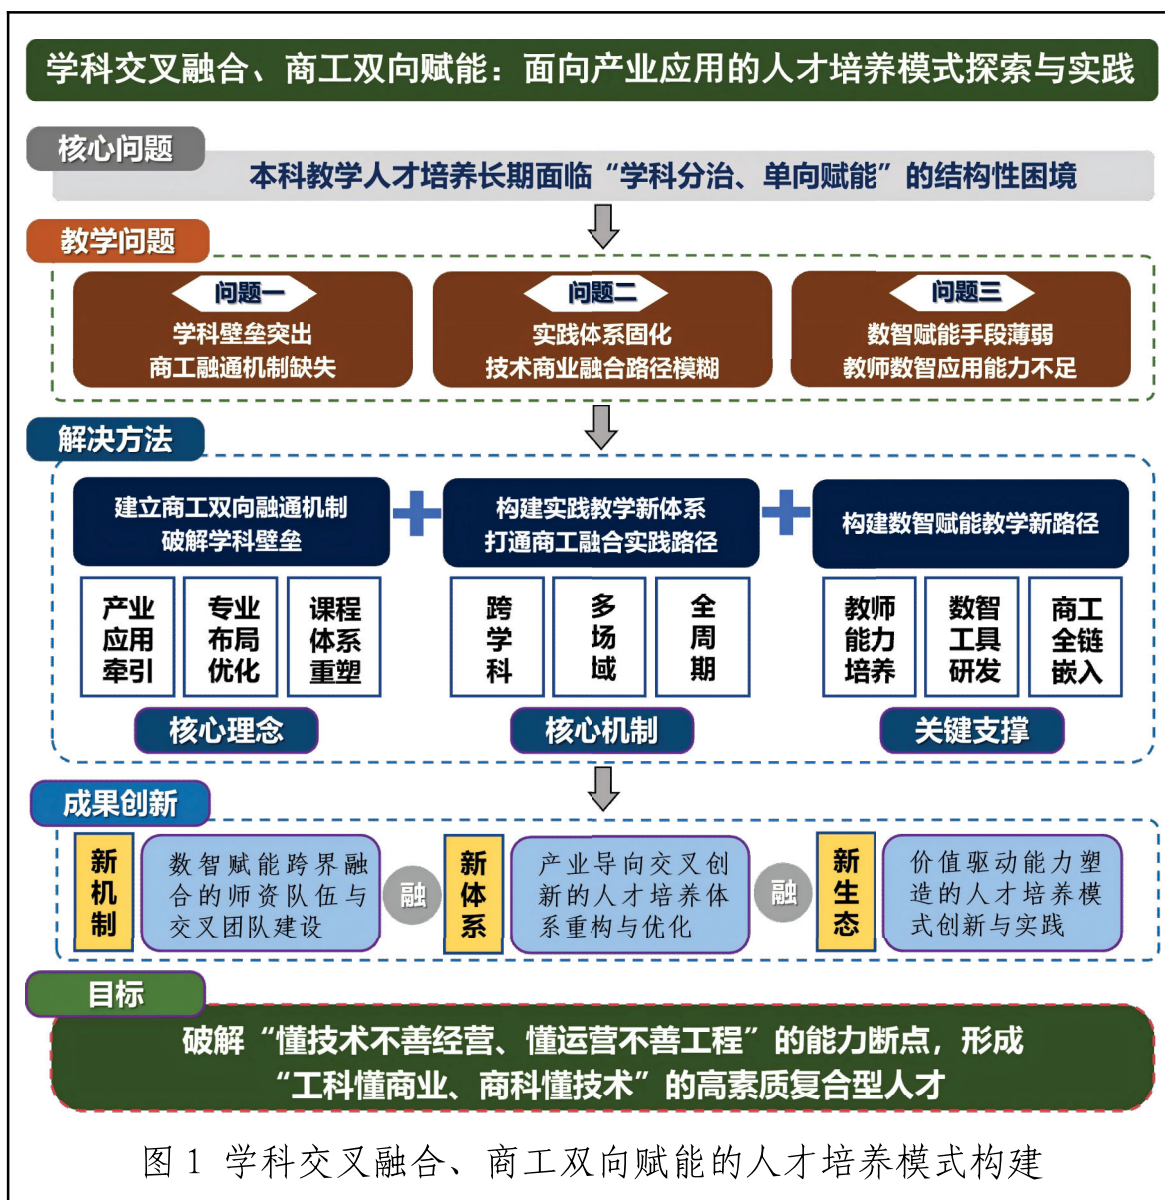 学科交叉融合、商工双向赋能：面向产业应用的人才培养模式探索与实践
核心问题
本科教学人才培养长期面临“学科分治、单向赋能”的结构性困境
教学问题
问题一
学科壁垒突出
商工融通机制缺失
问题二
实践体系固化
技术商业融合路径模糊
问题三
数智赋能手段薄弱
教师数智应用能力不足
解决方法
建立商工双向融通机制
破解学科壁垒
构建实践教学新体系
打通商工融合实践路径
构建数智赋能教学新路径
产业
应用
牵引
专业
布局
优化
课程
体系
重塑
跨学科
多场域
全周期
教师
能力
培养
数智
工具
研发
商工
全链
嵌入
核心理念
核心机制
关键支撑
成果创新
新机制
数智赋能跨界融
合的师资队伍与
交叉团队建设
融
新体系
产业导向交叉创
新的人才培养体
系重构与优化
融
新生态
价值驱动能力塑
造的人才培养模
式创新与实践
目标
破解“懂技术不善经营、懂运营不善工程”的能力断点，形成
“工科懂商业、商科懂技术”的高素质复合型人才
图 1 学科交叉融合、商工双向赋能的人才培养模式构建